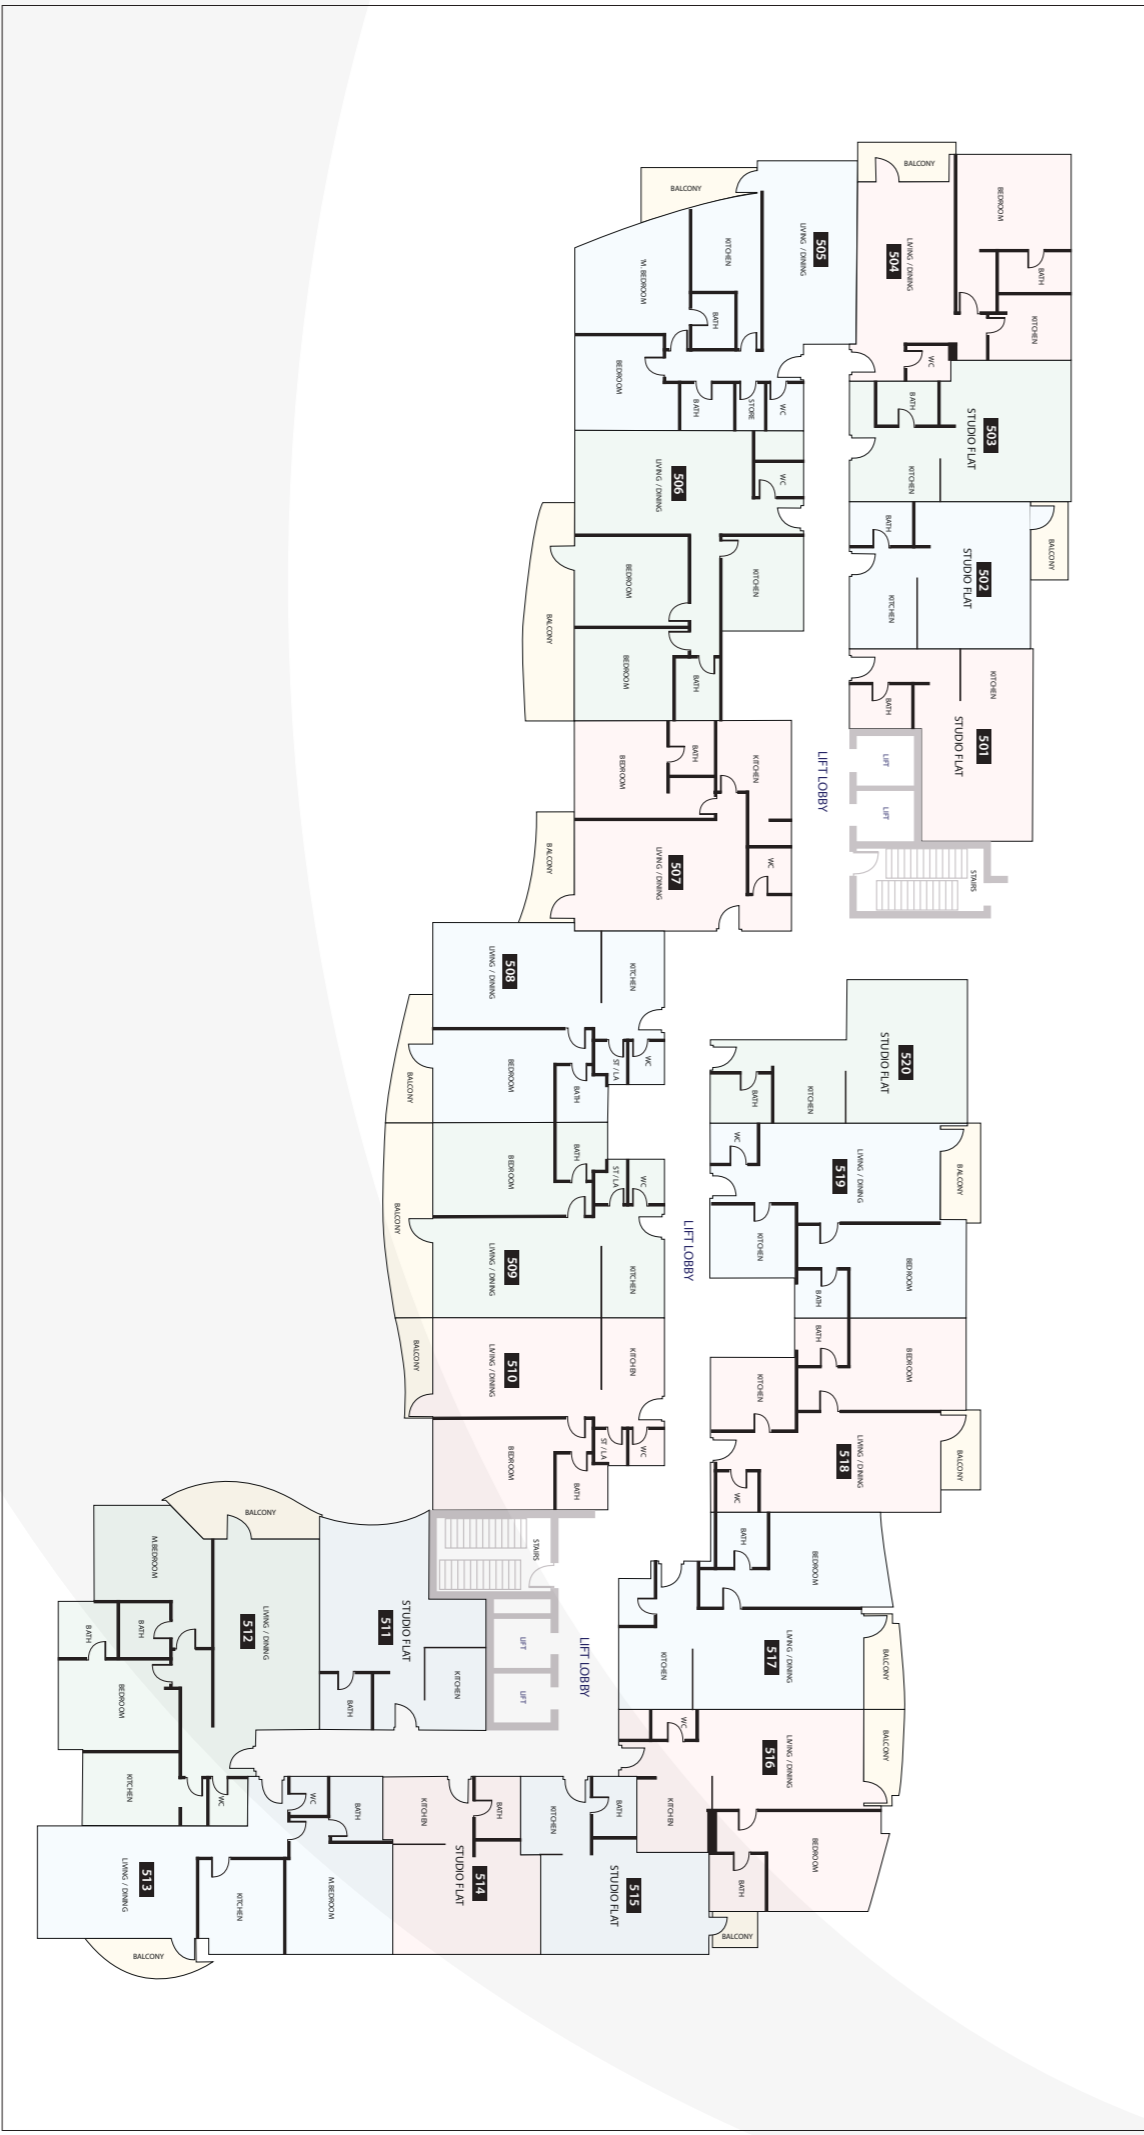 BALCONY
BEDROOM
BATH
KITCHEN
504
LIVING / DINING
WC
BALCONY
505
LIVING / DINING
KITCHEN
M. BEDROOM
BATH
BEDROOM
BATH
STORE
WC
503
STUDIO FLAT
BATH
KITCHEN
506
LIVING / DINING
WC
502
STUDIO FLAT
BATH
KITCHEN
BALCONY
BEDROOM
KITCHEN
BALCONY
BEDROOM
BATH
501
STUDIO FLAT
KITCHEN
BATH
LIFT
LIFT
STAIRS
LIFT LOBBY
BEDROOM
BATH
KITCHEN
BALCONY
507
LIVING / DINING
WC
508
LIVING / DINING
KITCHEN
BALCONY
BEDROOM
BATH
ST / LA
WC
520
STUDIO FLAT
KITCHEN
BATH
WC
519
LIVING / DINING
BALCONY
KITCHEN
BEDROOM
BATH
BALCONY
BEDROOM
BATH
ST / LA
WC
509
LIVING / DINING
KITCHEN
LIFT LOBBY
BALCONY
510
LIVING / DINING
KITCHEN
BEDROOM
BATH
ST / LA
WC
BATH
BEDROOM
KITCHEN
518
LIVING / DINING
BALCONY
WC
BATH
BEDROOM
517
LIVING / DINING
BALCONY
KITCHEN
STAIRS
LIFT
LIFT
LIFT LOBBY
BALCONY
M.BEDROOM
512
LIVING / DINING
BATH
BATH
BEDROOM
KITCHEN
WC
511
STUDIO FLAT
KITCHEN
BATH
WC
516
LIVING / DINING
BALCONY
KITCHEN
BEDROOM
BATH
513
LIVING / DINING
KITCHEN
M.BEDROOM
WC
BATH
BALCONY
KITCHEN
BATH
514
STUDIO FLAT
KITCHEN
BATH
515
STUDIO FLAT
BALCONY